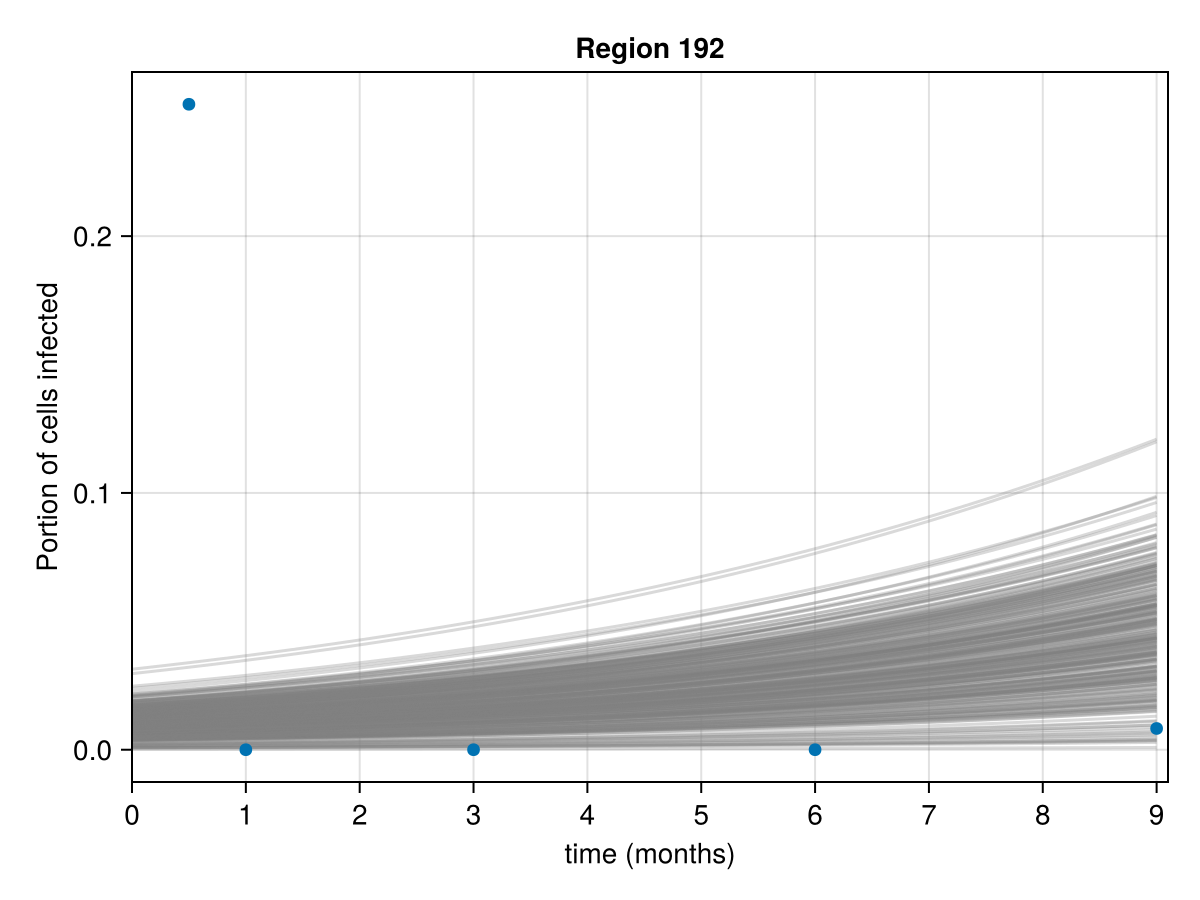 Region 192
Portion of cells infected
0.2
0.1
0.0
0 1 2 3 4 5 6 7 8 9
time (months)